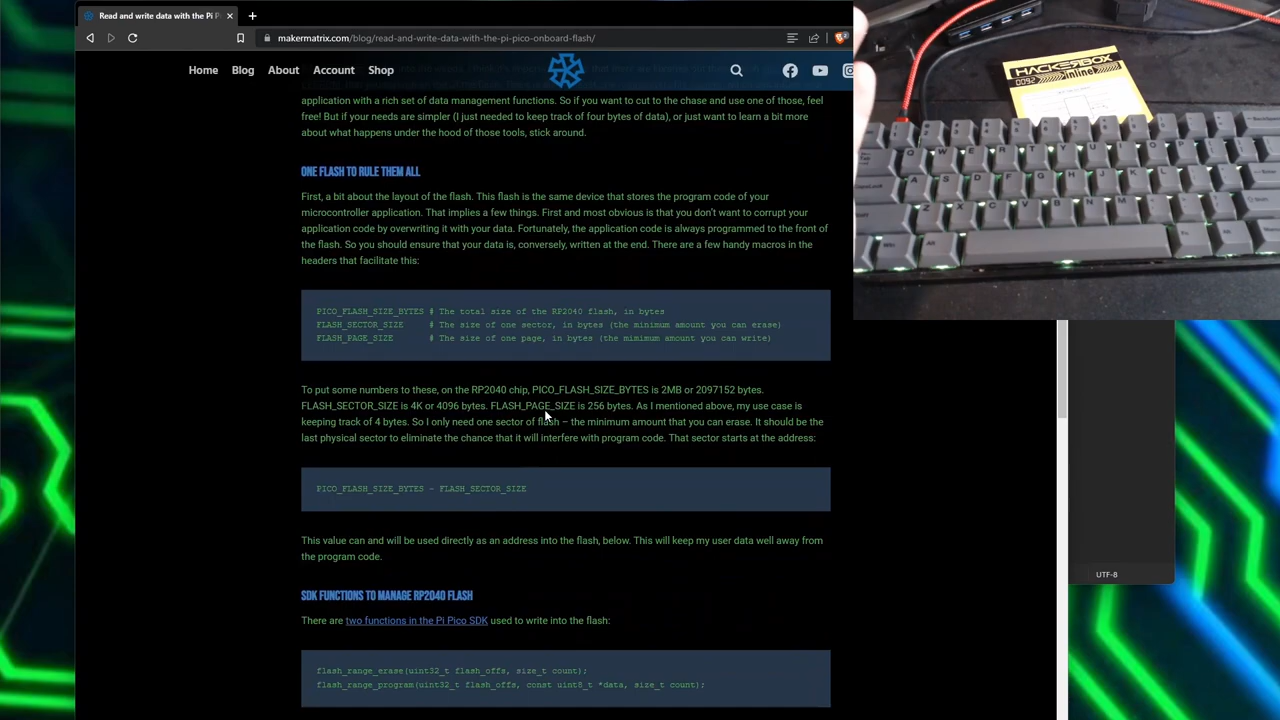 Read and write data with the Pi P
makermatrix.com/blog/read-and-write-data-with-the-pi-pico-onboard-flash/
2
Home Blog About Account Shop
application with a rich set of data management functions. So if you want to cut to the chase and use one of those, feel
free! But if your needs are simpler (I just needed to keep track of four bytes of data), or just want to learn a bit more
about what happens under the hood of those tools, stick around.
ONE FLASH TO RULE THEM ALL
First, a bit about the layout of the flash. This flash is the same device that stores the program code of your
microcontroller application. That implies a few things. First and most obvious is that you don't want to corrupt your
application code by overwriting it with your data. Fortunately, the application code is always programmed to the front of
the flash. So you should ensure that your data is, conversely, written at the end. There are a few handy macros in the
headers that facilitate this:
PICO_FLASH_SIZE_BYTES # The total size of the RP2040 flash, in bytes
FLASH_SECTOR_SIZE # The size of one sector, in bytes (the minimum amount you can erase)
FLASH_PAGE_SIZE # The size of one page, in bytes (the mimimum amount you can write)
To put some numbers to these, on the RP2040 chip, PICO_FLASH_SIZE_BYTES is 2MB or 2097152 bytes.
FLASH_SECTOR_SIZE is 4K or 4096 bytes. FLASH_PAGE_SIZE is 256 bytes. As I mentioned above, my use case is
keeping track of 4 bytes. So I only need one sector of flash – the minimum amount that you can erase. It should be the
last physical sector to eliminate the chance that it will interfere with program code. That sector starts at the address:
PICO_FLASH_SIZE_BYTES - FLASH_SECTOR_SIZE
This value can and will be used directly as an address into the flash, below. This will keep my user data well away from
the program code.
SDK FUNCTIONS TO MANAGE RP2040 FLASH
There are two functions in the Pi Pico SDK used to write into the flash:
flash_range_erase(uint32_t flash_offs, size_t count);
flash_range_program(uint32_t flash_offs, const uint8_t *data, size_t count);
HACKERBOX
0092 inline!
Q W E R T Y U I O P
A S D F G H J K L
Z X C V B N M
Win Alt Fn
UTF-8